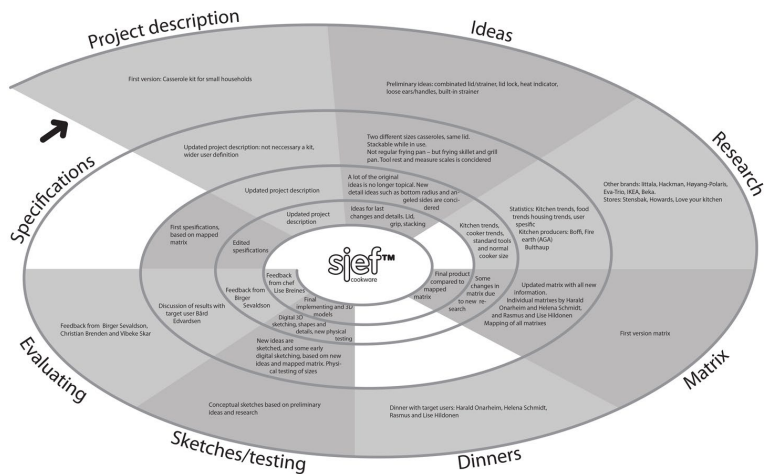 Project description
First version: Casserole kit for small households
Updated project description: not neccessary a kit,
wider user definition
Updated project description
Updated project
description
Ideas
Preliminary ideas: combinated lid/strainer, lid lock, heat indicator,
loose ears/handles, built-in strainer
Two different sizes casseroles, same lid.
Stackable while in use.
Not regular frying pan – but frying skillet and grill
pan. Tool rest and measure scales is concidered
A lot of the original
ideas is no longer topical. New
detail ideas such as bottom radius and an-
geled sides are conci-
dered
Ideas for last
changes and details. Lid,
grip, stacking
Research
Other brands: iittala, Hackman, Høyang-Polaris,
Eva-Trio, IKEA, Beka.
Stores: Stensbak, Howards, Love your kitchen
Statistics: Kitchen trends, food
trends housing trends, user
spesific
Kitchen producers: Boffi, Fire
earth (AGA)
Bulthaup
Kitchen trends,
cooker trends,
standard tools
and normal
cooker size
Matrix
First version matrix
Updated matrix with all new
information.
Individual matrixes by Harald
Onarheim and Helena Schmidt,
and Rasmus and Lise Hildonen
Mapping of all matrixes
Some
changes in
matrix due
to new re-
search
Final product
compared to
mapped
matrix
Dinners
Dinner with target users: Harald Onarheim, Helena Schmidt,
Rasmus and Lise Hildonen
Sketches/testing
Conceptual sketches based on preliminary
ideas and research
New Ideas are
sketched, and some early
digital sketching, based om new
ideas and mapped matrix. Physi-
cal testing of sizes
Digital 3D
sketching, shapes and
details, new physical
testing
Final
implementing and 3D
models
Evaluating
Feedback from Birger Sevaldson,
Christian Brenden and Vibeke Skar
Discussion of results with
target user Bård
Edvardsen
Feedback from
Birger
Sevaldson
Feedback
from chef
Lise Breines
Specifications
First spesifications,
based on mapped
matrix
Edited
spesifications
sjef™
cookware